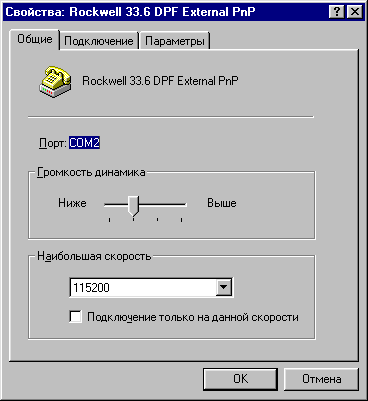 Свойства: Rockwell 33.6 DPF External PnP
Общие Подключение Параметры
Rockwell 33.6 DPF External PnP
Порт: COM2
Громкость динамика
Ниже Выше
Наибольшая скорость
115200
Подключение только на данной скорости
OK Отмена